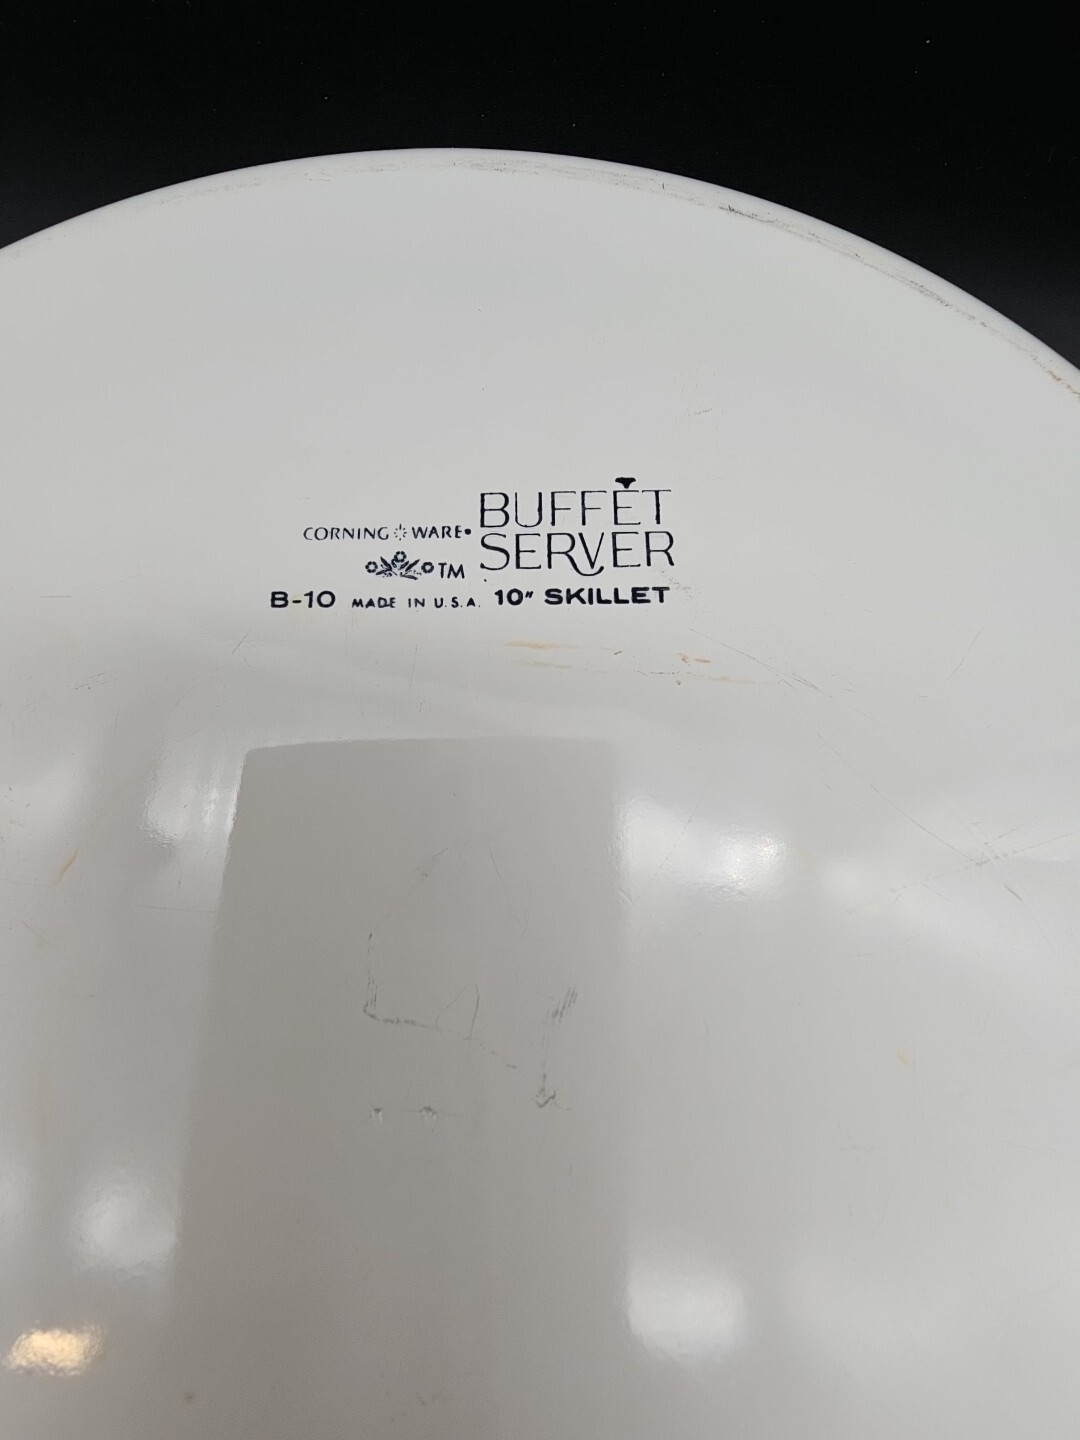 CORNING WARE® BUFFET SERVER
TM
B-10 MADE IN U.S.A. 10" SKILLET